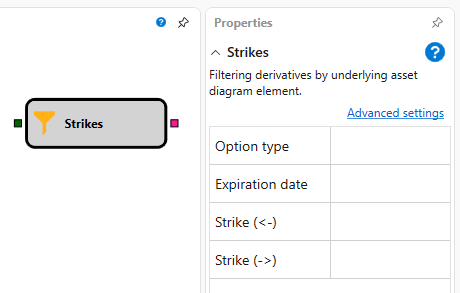 Properties
Strikes
Filtering derivatives by underlying asset
diagram element.
Advanced settings
Strikes
Option type
Expiration date
Strike (<-)
Strike (->)